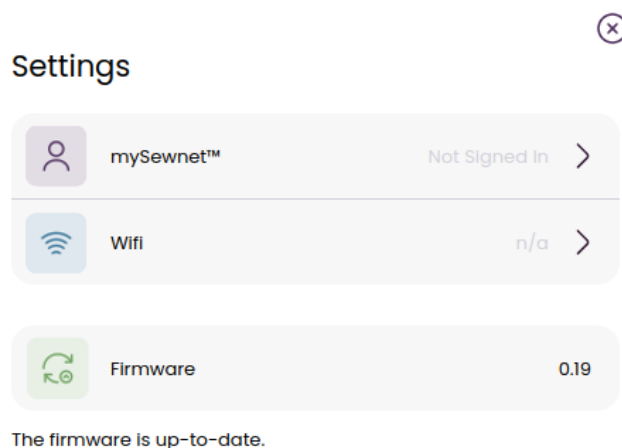 Settings
mySewnet™ Not Signed In
Wifi n/a
Firmware 0.19
The firmware is up-to-date.